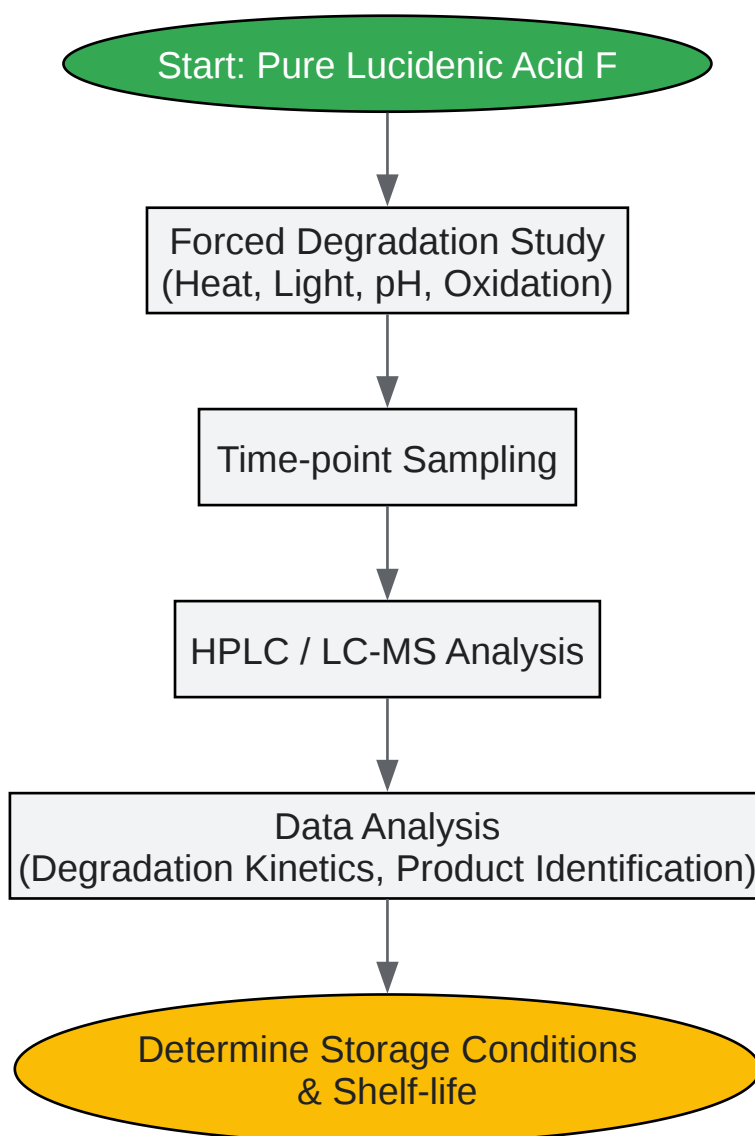 Start: Pure Lucidenic Acid F
Forced Degradation Study
(Heat, Light, pH, Oxidation)
Time-point Sampling
HPLC / LC-MS Analysis
Data Analysis
(Degradation Kinetics, Product Identification)
Determine Storage Conditions
& Shelf-life